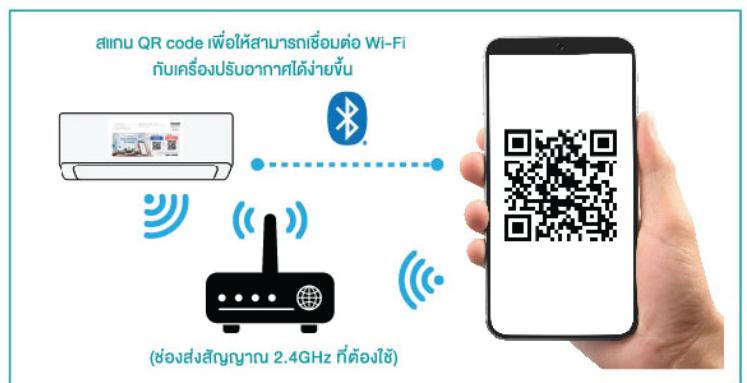 สแกน QR code เพื่อให้สามารถเชื่อมต่อ Wi-Fi
กับเครื่องปรับอากาศได้ง่ายขึ้น
(ช่องส่งสัญญาณ 2.4GHz ที่ต้องใช้)